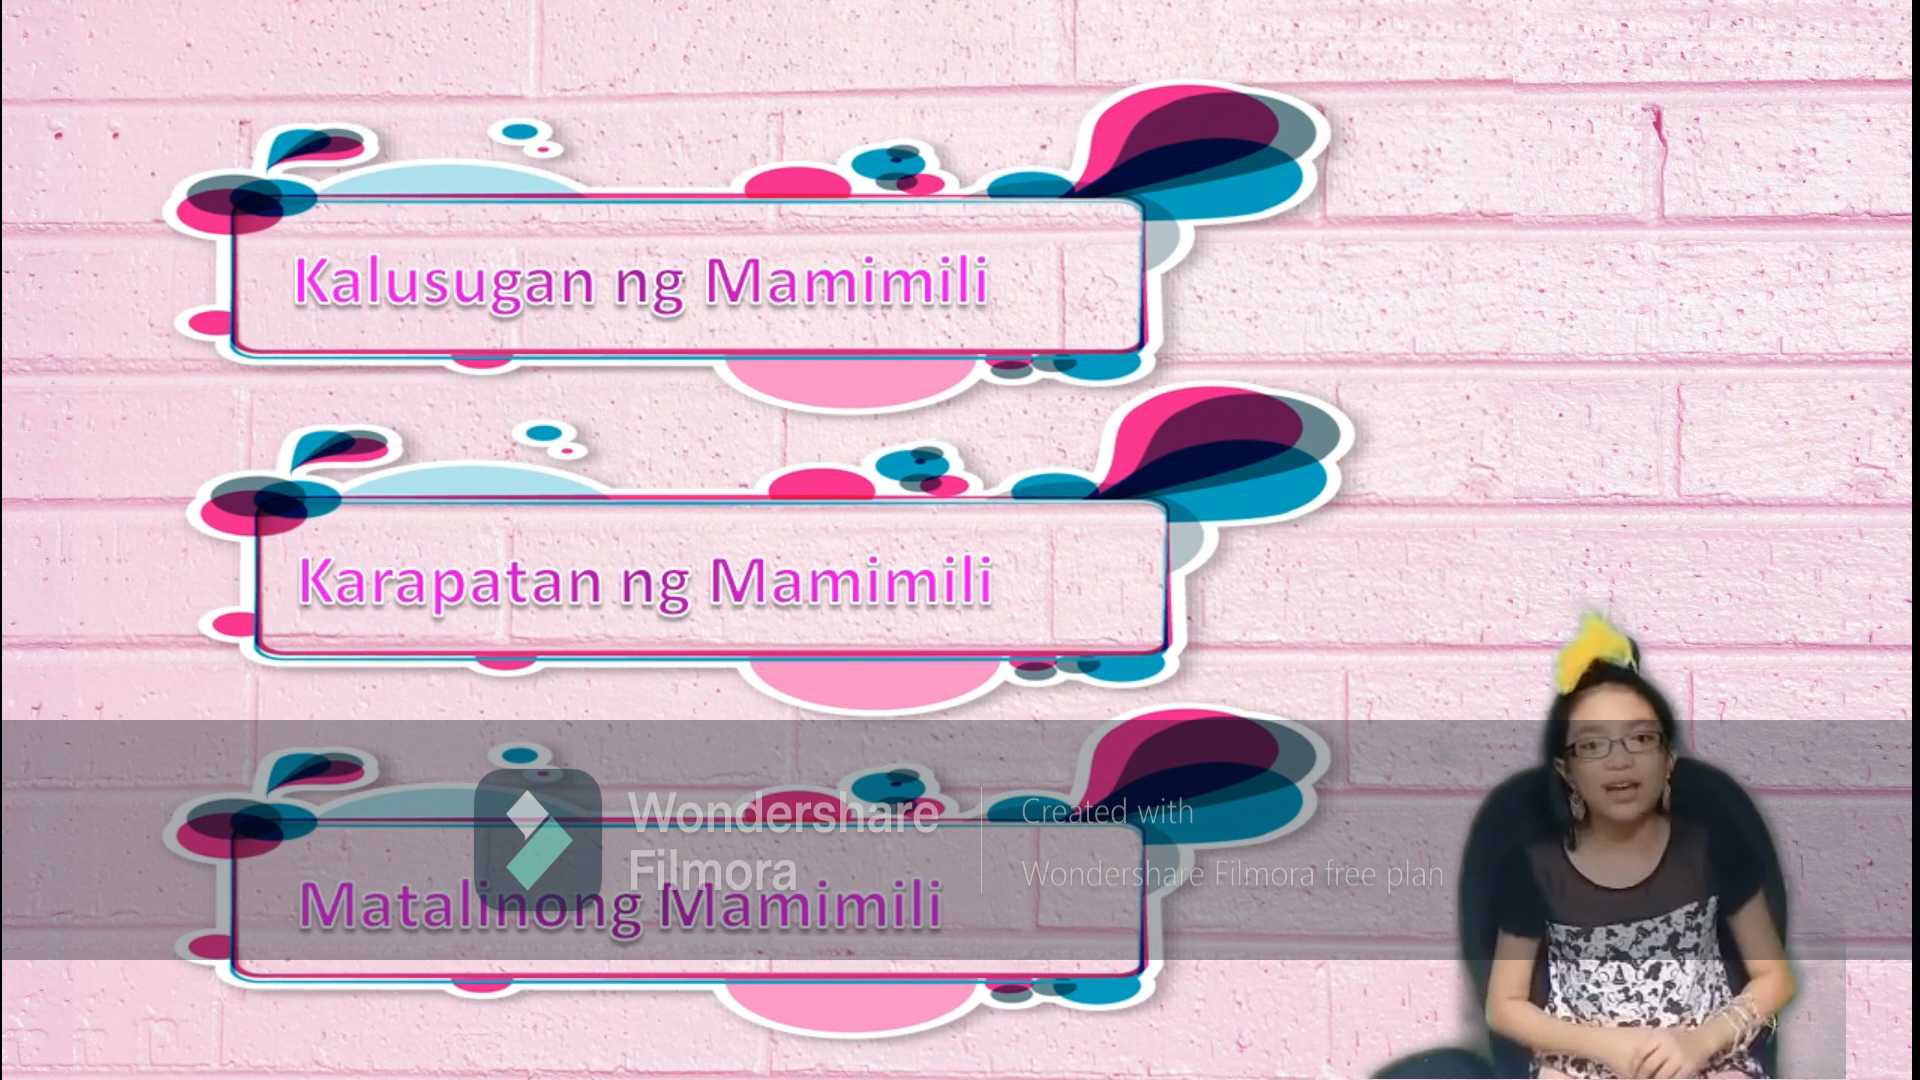 Kalusugan ng Mamimili
Karapatan ng Mamimili
Wondershare
Filmora
Created with
Wondershare Filmora free plan
Matalinong Mamimili